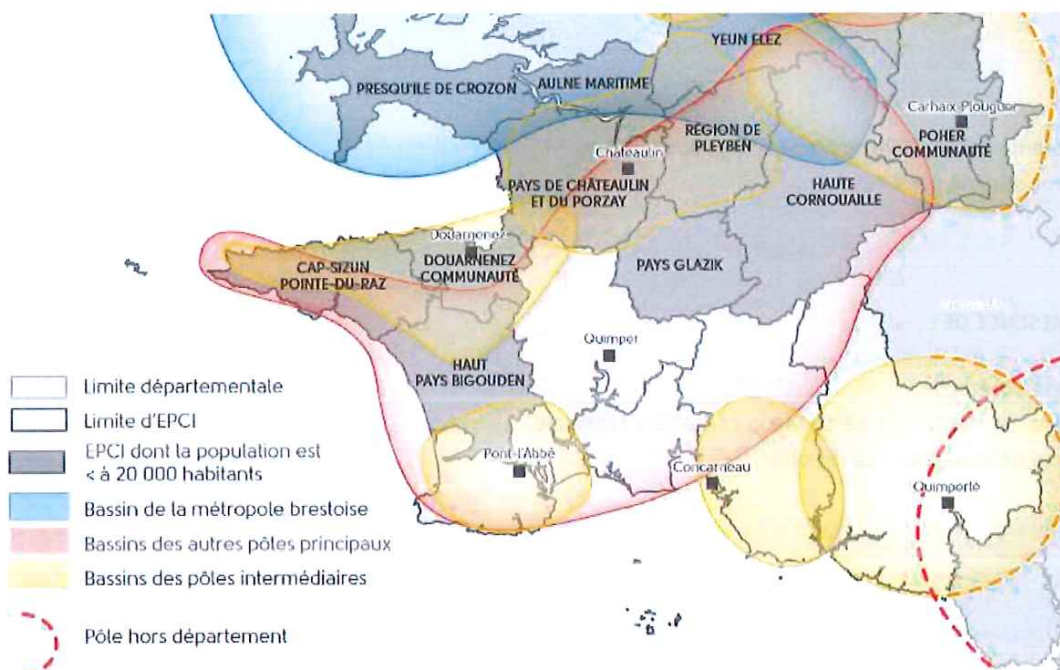 YEUN ELEZ
PRESQU'ILE DE CROZON
AULNE MARITIME
Carhaix-Plouguer
RÉGION DE
PLEYBEN
POHER
COMMUNAUTÉ
Châteaulin
PAYS DE CHÂTEAULIN
ET DU PORZAY
HAUTE
CORNOUAILLE
Douarnenez
DOUARNENEZ
COMMUNAUTÉ
CAP-SIZUN
POINTE-DU-RAZ
PAYS GLAZIK
Quimper
HAUT
PAYS BIGOUDEN
Pont-l'Abbé
Concarneau
Quimperlé
Limite départementale
Limite d'EPCI
EPCI dont la population est
< à 20 000 habitants
Bassin de la métropole brestoise
Bassins des autres pôles principaux
Bassins des pôles intermédiaires
Pôle hors département